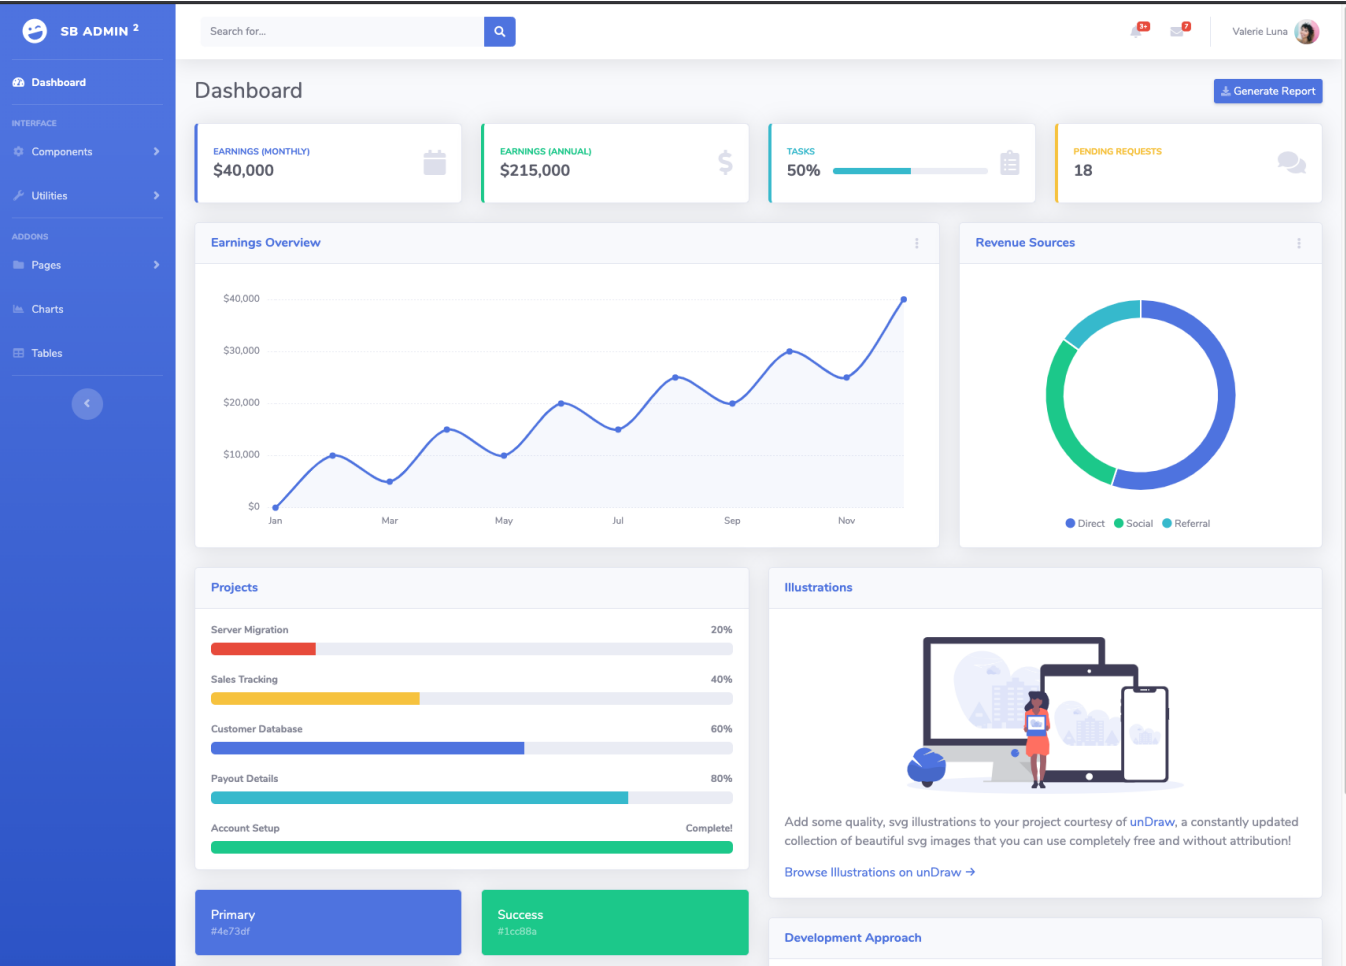 SB ADMIN 2
Search for...
3+
7
Valerie Luna
Dashboard
INTERFACE
Components
Utilities
ADDONS
Pages
Charts
Tables
Dashboard
Generate Report
EARNINGS (MONTHLY)
$40,000
EARNINGS (ANNUAL)
$215,000
TASKS
50%
PENDING REQUESTS
18
Earnings Overview
$40,000
$30,000
$20,000
$10,000
$0
Jan Mar May Jul Sep Nov
Revenue Sources
Direct Social Referral
Projects
Server Migration 20%
Sales Tracking 40%
Customer Database 60%
Payout Details 80%
Account Setup Complete!
Illustrations
Add some quality, svg illustrations to your project courtesy of unDraw, a constantly updated
collection of beautiful svg images that you can use completely free and without attribution!
Browse Illustrations on unDraw →
Primary
#4e73df
Success
#1cc88a
Development Approach